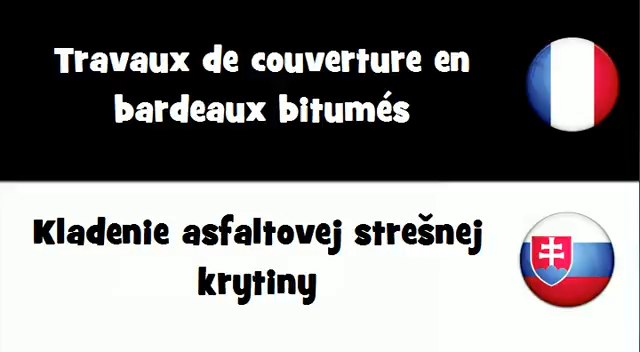 Travaux de couverture en
bardeaux bitumés
Kladenie asfaltovej strešnej
krytiny